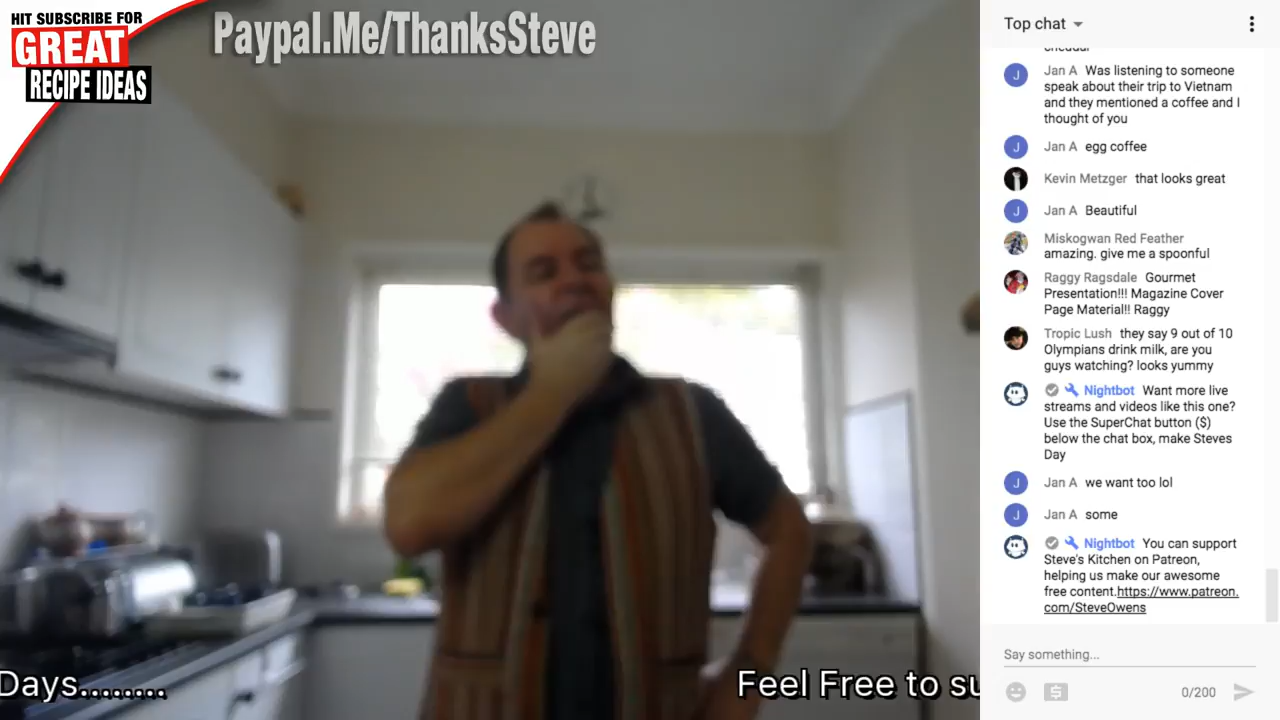 HIT SUBSCRIBE FOR
GREAT
RECIPE IDEAS
Paypal.Me/ThanksSteve
Days........
Feel Free to su
Top chat
cheddar
Jan A Was listening to someone
speak about their trip to Vietnam
and they mentioned a coffee and I
thought of you
Jan A egg coffee
Kevin Metzger that looks great
Jan A Beautiful
Miskogwan Red Feather
amazing. give me a spoonful
Raggy Ragsdale Gourmet
Presentation!!! Magazine Cover
Page Material!! Raggy
Tropic Lush they say 9 out of 10
Olympians drink milk, are you
guys watching? looks yummy
Nightbot Want more live
streams and videos like this one?
Use the SuperChat button ($)
below the chat box, make Steves
Day
Jan A we want too lol
Jan A some
Nightbot You can support
Steve's Kitchen on Patreon,
helping us make our awesome
free content.https://www.patreon.
com/SteveOwens
Say something...
0/200